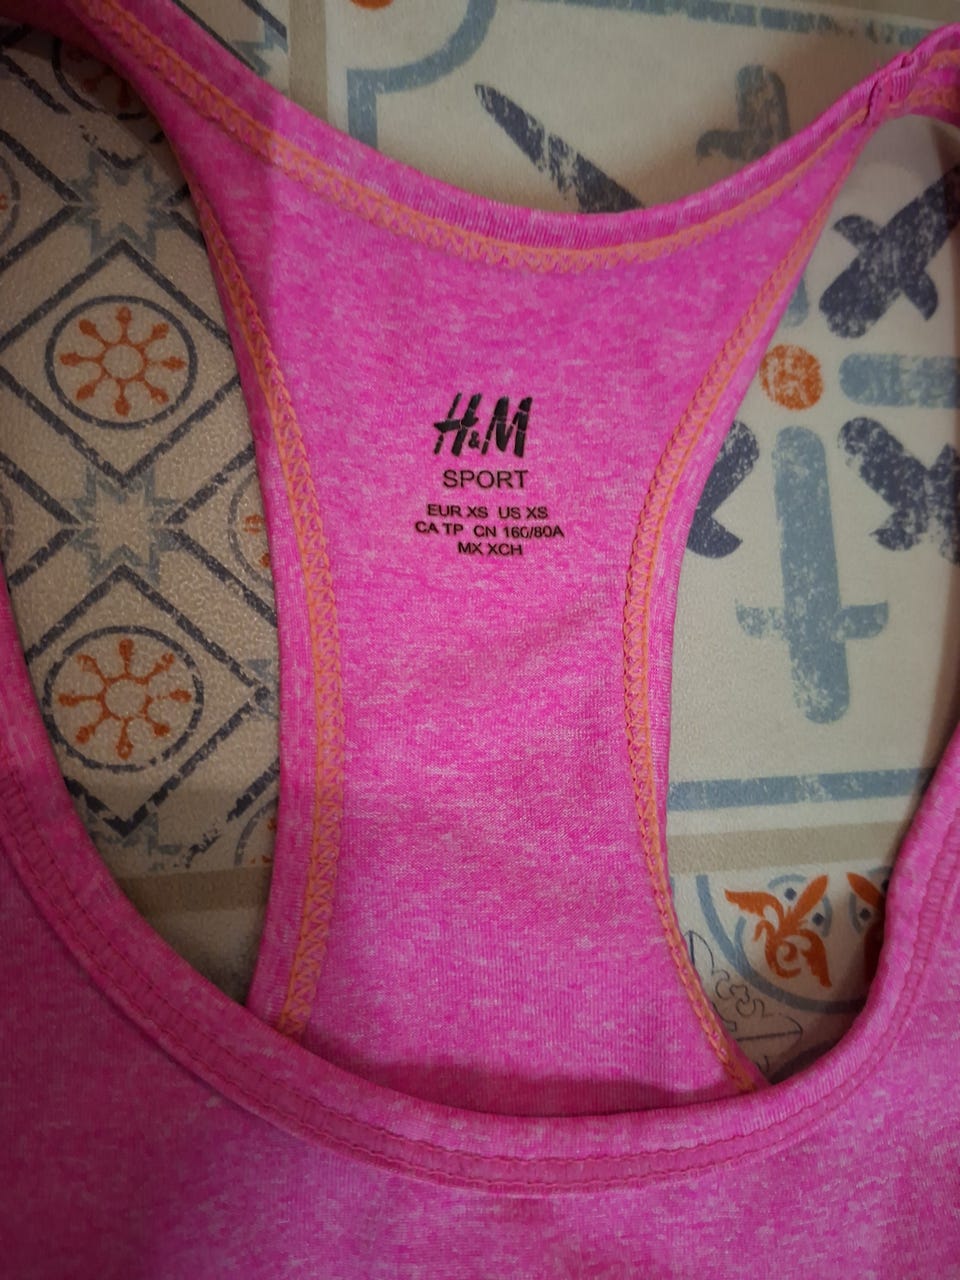 H&M
SPORT
EUR XS US XS
CA TP CN 160/80A
MX XCH